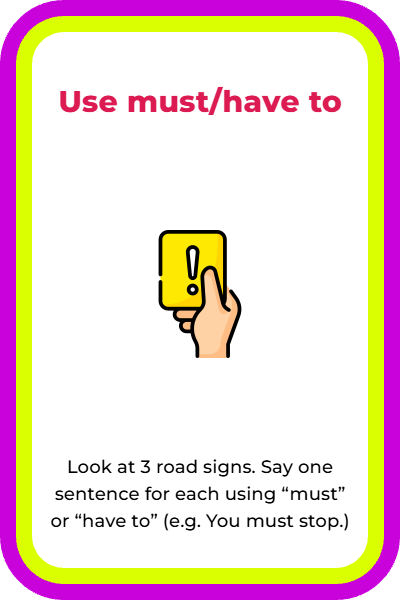 Use must/have to
Look at 3 road signs. Say one
sentence for each using “must”
or “have to” (e.g. You must stop.)